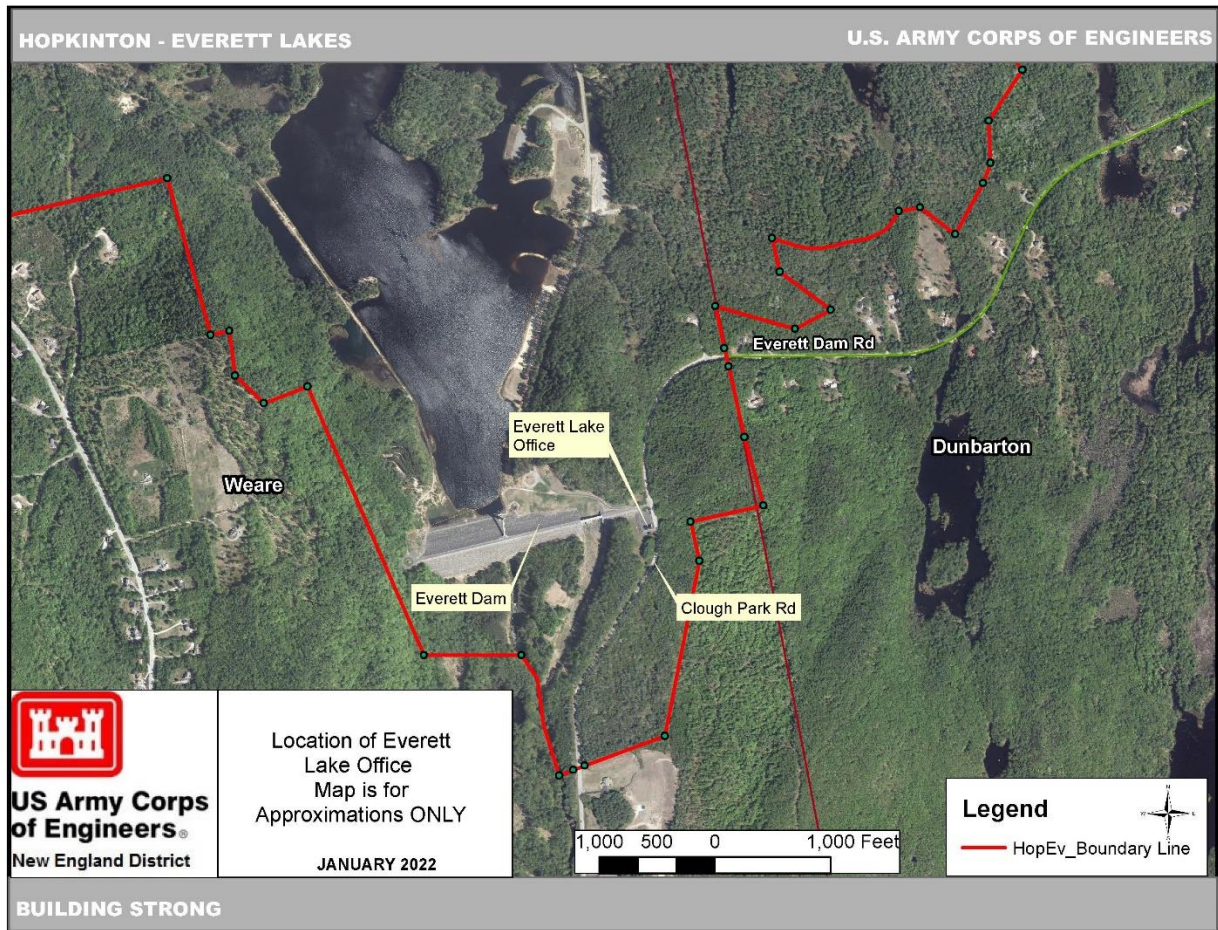 HOPKINTON - EVERETT LAKES
U.S. ARMY CORPS OF ENGINEERS
Everett Dam Rd
Everett Lake
Office
Dunbarton
Weare
Everett Dam
Clough Park Rd
US Army Corps
of Engineers®
New England District
Location of Everett
Lake Office
Map is for
Approximations ONLY
JANUARY 2022
1,000 500 0 1,000 Feet
Legend
N
W E
S
HopEv_Boundary Line
BUILDING STRONG